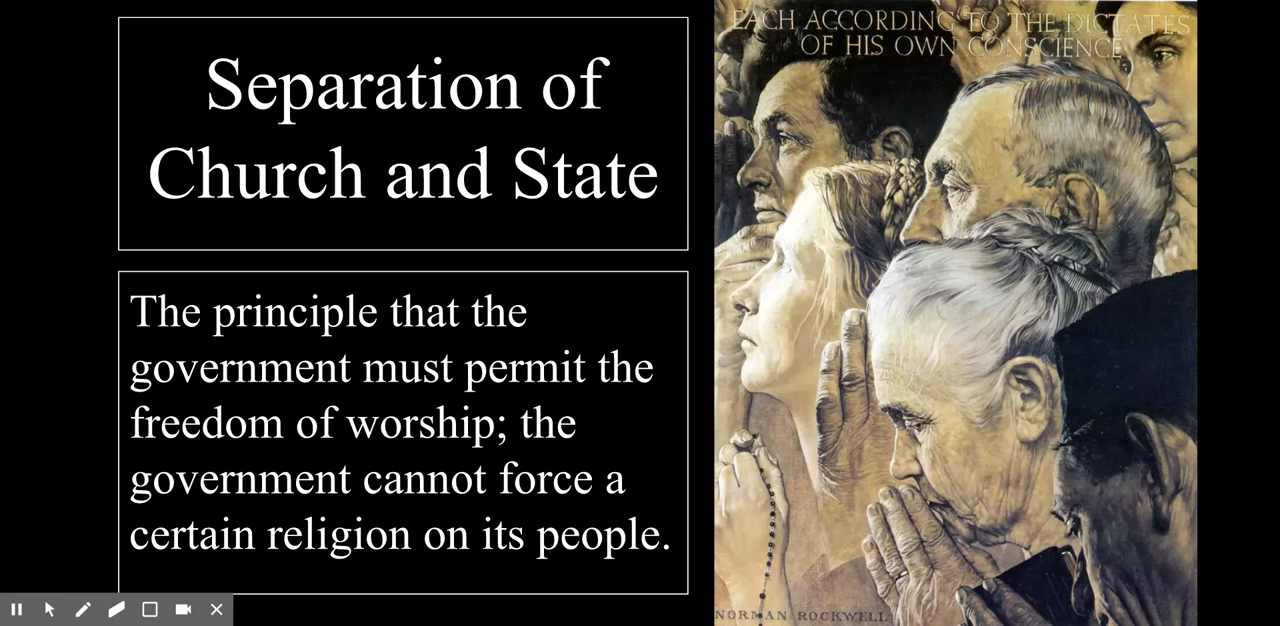 Separation of
Church and State
The principle that the
government must permit the
freedom of worship; the
government cannot force a
certain religion on its people.
EACH ACCORDING TO THE DICTATES
OF HIS OWN CONSCIENCE
NORMAN ROCKWELL